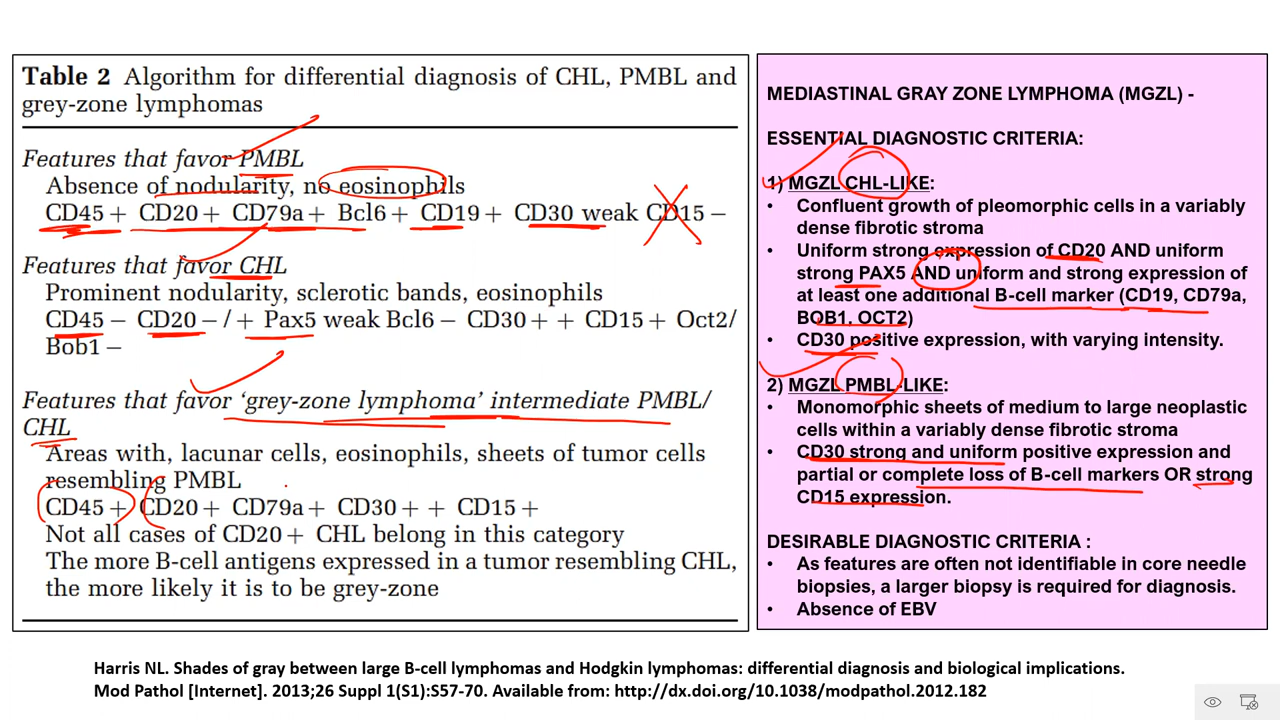 Table 2 Algorithm for differential diagnosis of CHL, PMBL and
grey-zone lymphomas
Features that favor PMBL
Absence of nodularity, no eosinophils
CD45 + CD20 + CD79a + Bcl6 + CD19 + CD30 weak CD15 −
Features that favor CHL
Prominent nodularity, sclerotic bands, eosinophils
CD45 − CD20 − / + Pax5 weak Bcl6 − CD30 + + CD15 + Oct2/
Bob1 −
Features that favor ‘grey-zone lymphoma’ intermediate PMBL/
CHL
Areas with, lacunar cells, eosinophils, sheets of tumor cells
resembling PMBL
CD45 + CD20 + CD79a + CD30 + + CD15 +
Not all cases of CD20 + CHL belong in this category
The more B-cell antigens expressed in a tumor resembling CHL,
the more likely it is to be grey-zone
MEDIASTINAL GRAY ZONE LYMPHOMA (MGZL) -
ESSENTIAL DIAGNOSTIC CRITERIA:
1) MGZL CHL-LIKE:
• Confluent growth of pleomorphic cells in a variably
dense fibrotic stroma
• Uniform strong expression of CD20 AND uniform
strong PAX5 AND uniform and strong expression of
at least one additional B-cell marker (CD19, CD79a,
BOB1, OCT2)
• CD30 positive expression, with varying intensity.
2) MGZL PMBL-LIKE:
• Monomorphic sheets of medium to large neoplastic
cells within a variably dense fibrotic stroma
• CD30 strong and uniform positive expression and
partial or complete loss of B-cell markers OR strong
CD15 expression.
DESIRABLE DIAGNOSTIC CRITERIA :
• As features are often not identifiable in core needle
biopsies, a larger biopsy is required for diagnosis.
• Absence of EBV
Harris NL. Shades of gray between large B-cell lymphomas and Hodgkin lymphomas: differential diagnosis and biological implications.
Mod Pathol [Internet]. 2013;26 Suppl 1(S1):S57-70. Available from: http://dx.doi.org/10.1038/modpathol.2012.182